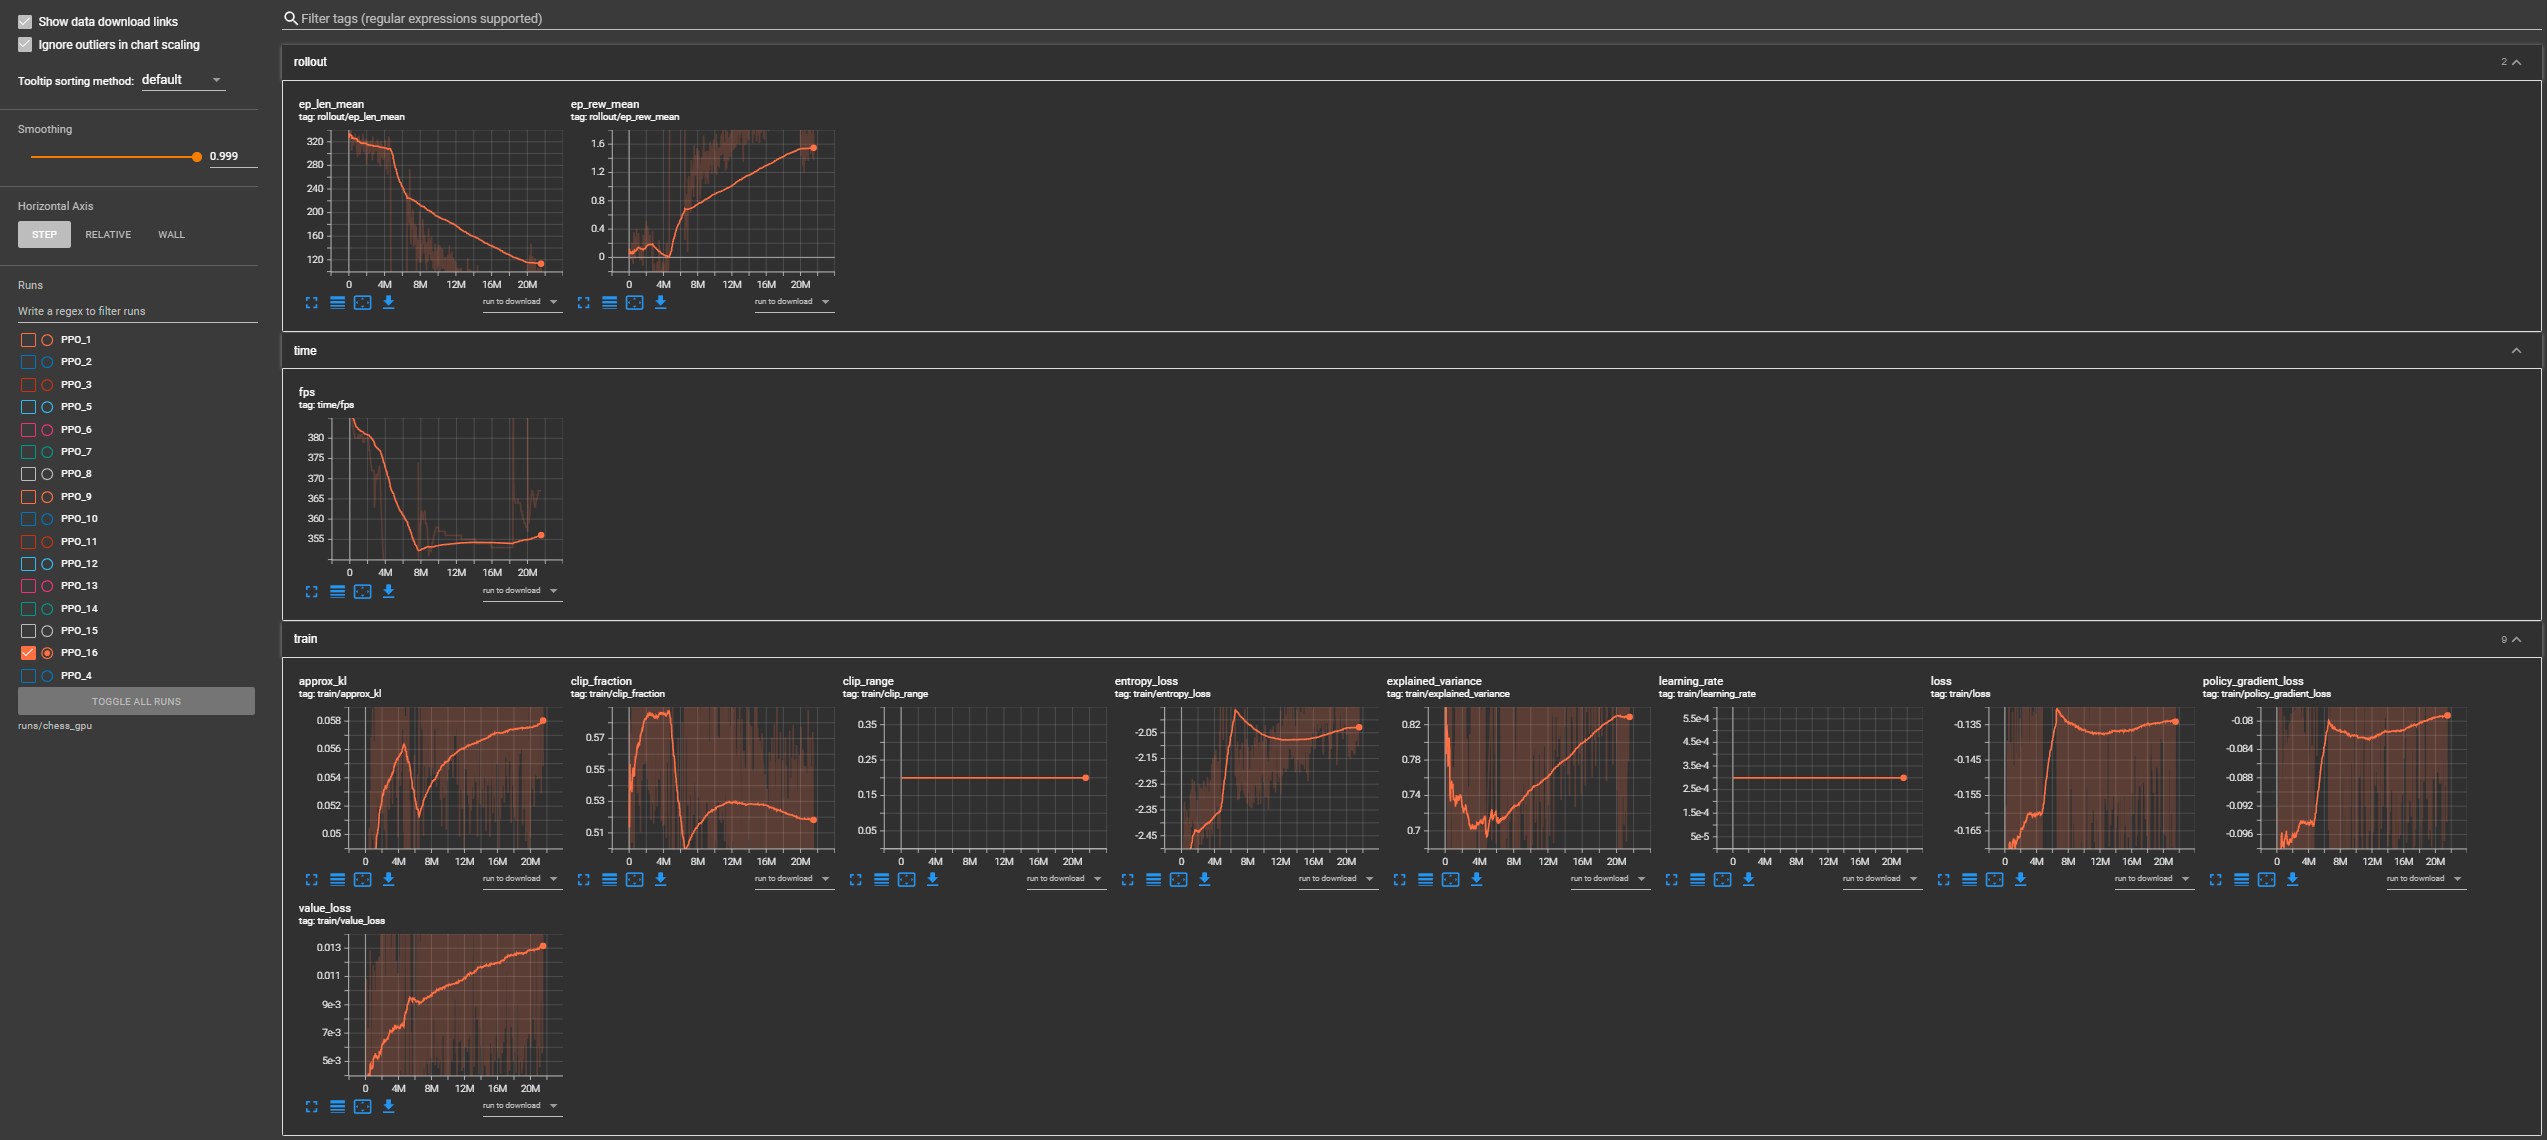 Show data download links
Ignore outliers in chart scaling
Tooltip sorting method: default
Smoothing
0.999
Horizontal Axis
STEP RELATIVE WALL
Runs
Write a regex to filter runs
PPO_1
PPO_2
PPO_3
PPO_5
PPO_6
PPO_7
PPO_8
PPO_9
PPO_10
PPO_11
PPO_12
PPO_13
PPO_14
PPO_15
PPO_16
PPO_4
TOGGLE ALL RUNS
runs/chess_gpu
Filter tags (regular expressions supported)
rollout 2
ep_len_mean
tag: rollout/ep_len_mean
320
280
240
200
160
120
0 4M 8M 12M 16M 20M
run to download
ep_rew_mean
tag: rollout/ep_rew_mean
1.6
1.2
0.8
0.4
0
0 4M 8M 12M 16M 20M
run to download
time
fps
tag: time/fps
380
375
370
365
360
355
0 4M 8M 12M 16M 20M
run to download
train 9
approx_kl
tag: train/approx_kl
0.058
0.056
0.054
0.052
0.05
0 4M 8M 12M 16M 20M
run to download
clip_fraction
tag: train/clip_fraction
0.57
0.55
0.53
0.51
0 4M 8M 12M 16M 20M
run to download
clip_range
tag: train/clip_range
0.35
0.25
0.15
0.05
0 4M 8M 12M 16M 20M
run to download
entropy_loss
tag: train/entropy_loss
-2.05
-2.15
-2.25
-2.35
-2.45
0 4M 8M 12M 16M 20M
run to download
explained_variance
tag: train/explained_variance
0.82
0.78
0.74
0.7
0 4M 8M 12M 16M 20M
run to download
learning_rate
tag: train/learning_rate
5.5e-4
4.5e-4
3.5e-4
2.5e-4
1.5e-4
5e-5
0 4M 8M 12M 16M 20M
run to download
loss
tag: train/loss
-0.135
-0.145
-0.155
-0.165
0 4M 8M 12M 16M 20M
run to download
policy_gradient_loss
tag: train/policy_gradient_loss
-0.08
-0.084
-0.088
-0.092
-0.096
0 4M 8M 12M 16M 20M
run to download
value_loss
tag: train/value_loss
0.013
0.011
9e-3
7e-3
5e-3
0 4M 8M 12M 16M 20M
run to download